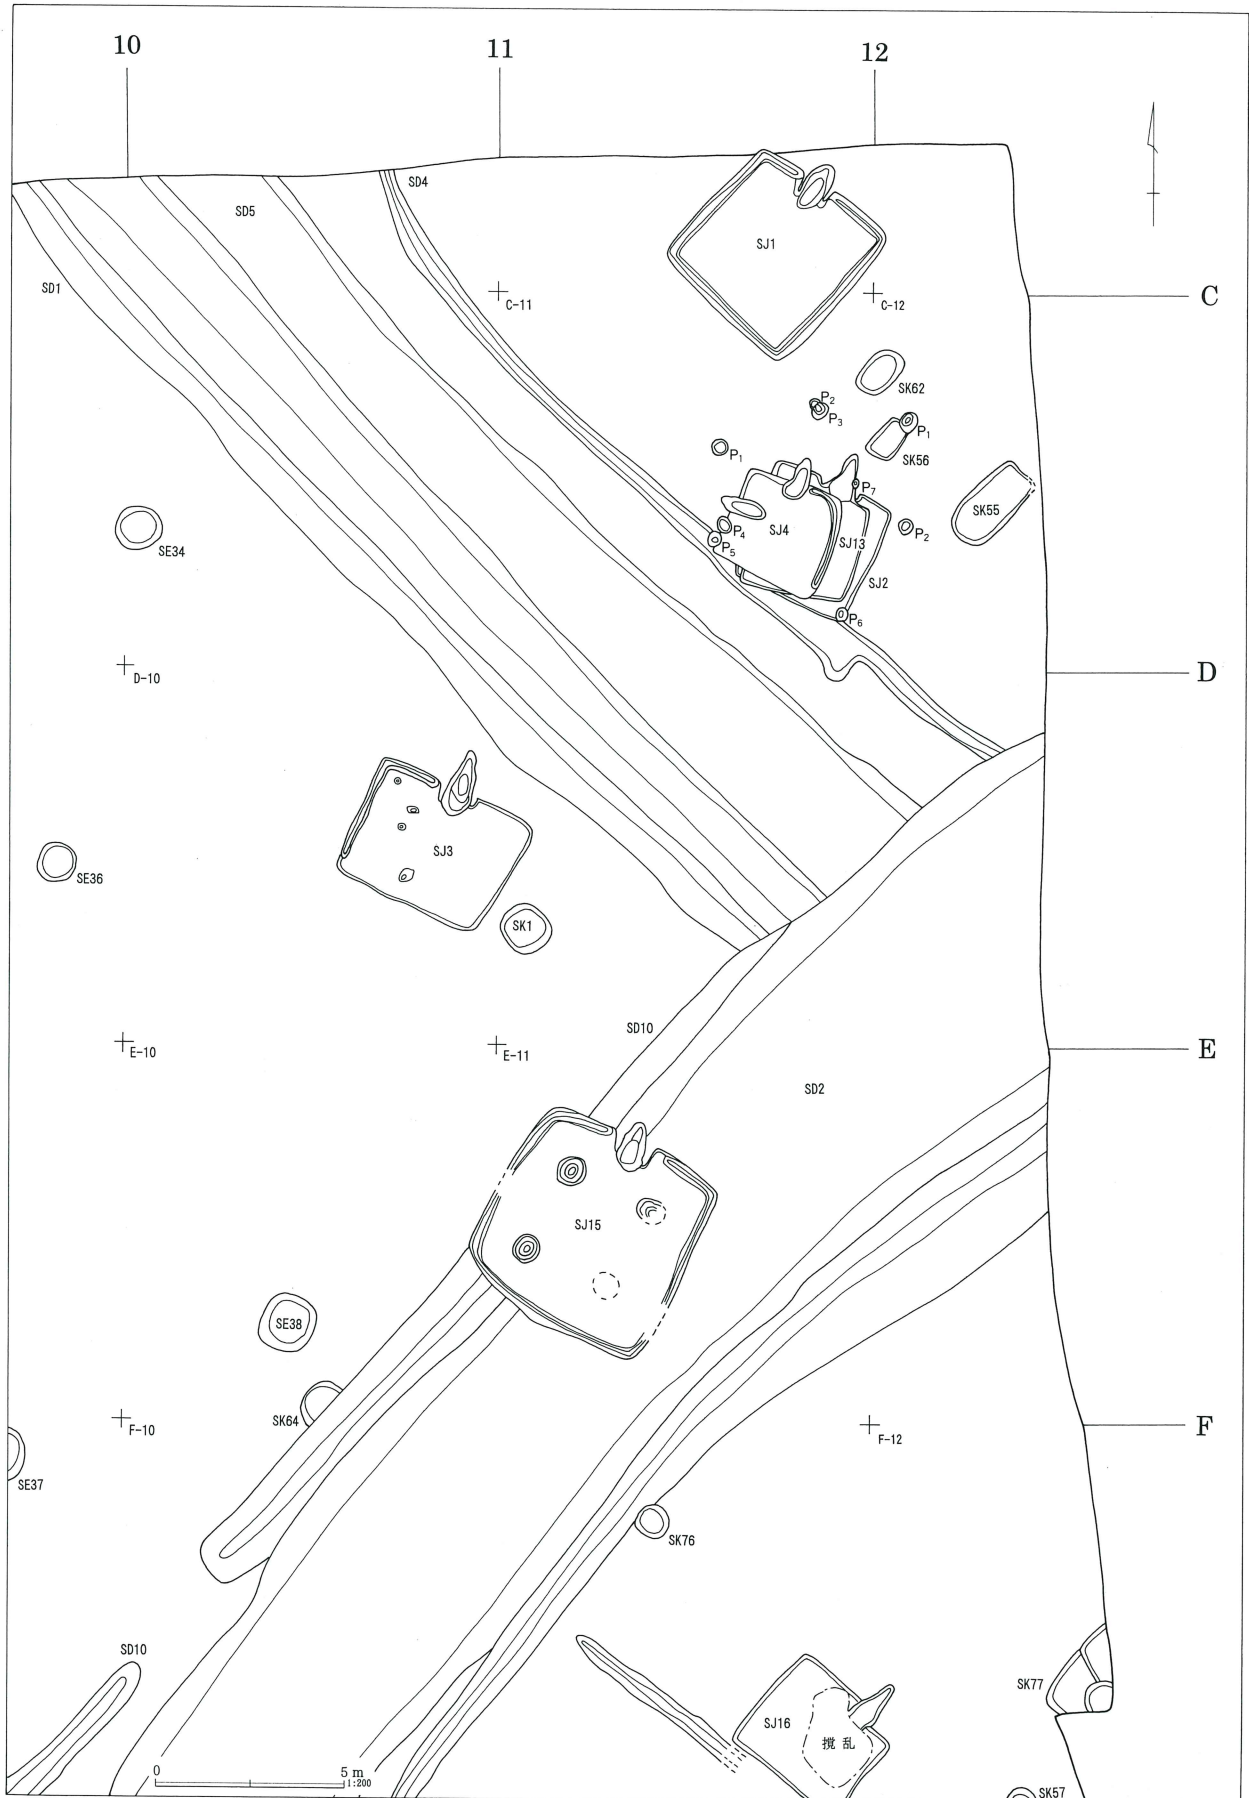 10
11
12
SD4
SD5
SJ1
SD1
C-11
C-12
C
SK62
P2
P3
P1
P1
SK56
P7
SK55
SE34
P4
SJ4
P2
P5
SJ13
SJ2
P6
D-10
D
SJ3
SE36
SK1
SD10
E-10
E-11
E
SD2
SJ15
SE38
SK64
F-10
F-12
F
SE37
SK76
SD10
SK77
SJ16
攪乱
0
5 m
1:200
SK57